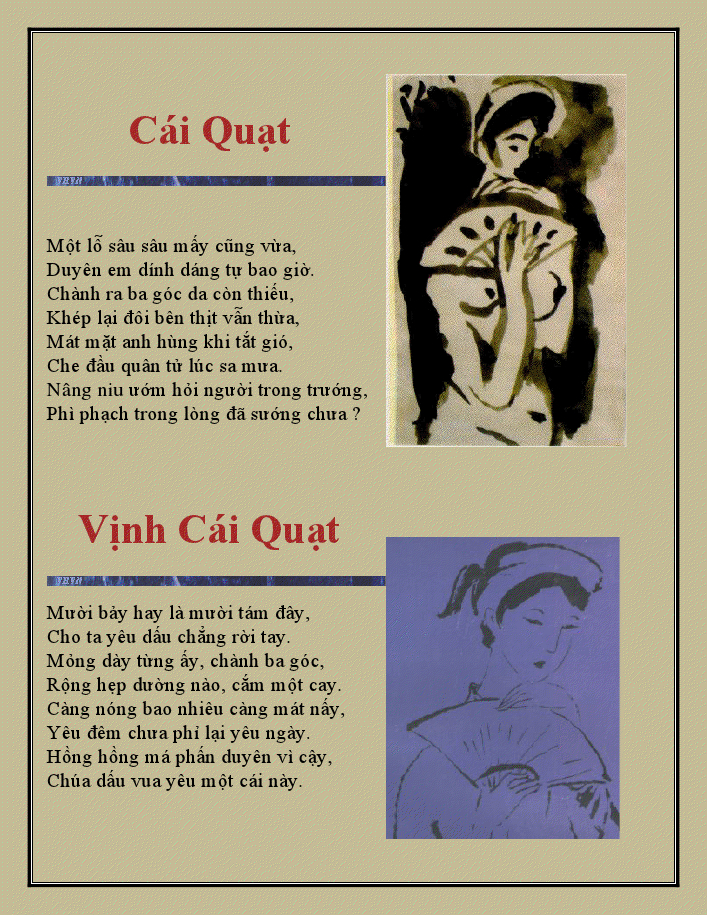 Cái Quạt
Một lỗ sâu sâu mấy cũng vừa,
Duyên em dính dáng tự bao giờ.
Chành ra ba góc da còn thiếu,
Khép lại đôi bên thịt vẫn thừa,
Mát mặt anh hùng khi tắt gió,
Che đầu quân tử lúc sa mưa.
Nâng niu ướm hỏi người trong trướng,
Phì phạch trong lòng đã sướng chưa ?
Vịnh Cái Quạt
Mười bảy hay là mười tám đây,
Cho ta yêu dấu chẳng rời tay.
Mỏng dày từng ấy, chành ba góc,
Rộng hẹp dường nào, cắm một cay.
Càng nóng bao nhiêu càng mát nấy,
Yêu đêm chưa phỉ lại yêu ngày.
Hồng hồng má phấn duyên vì cậy,
Chúa dấu vua yêu một cái này.